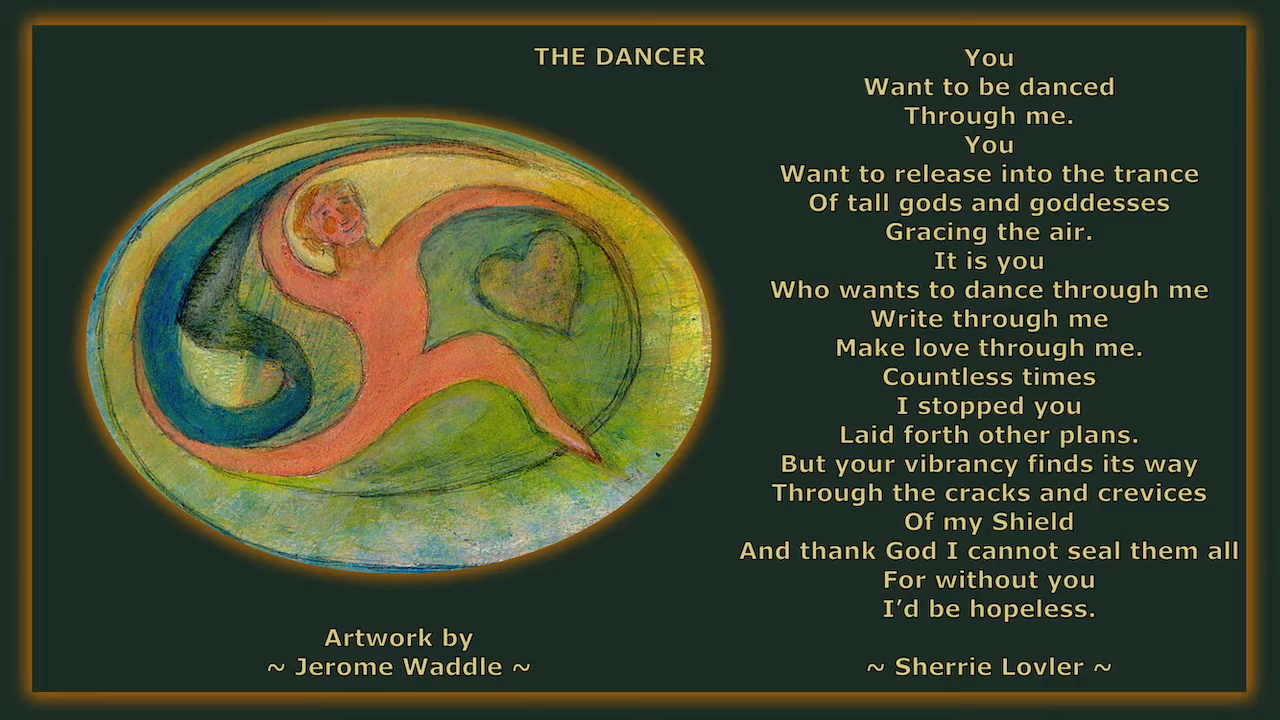 THE DANCER
You
Want to be danced
Through me.
You
Want to release into the trance
Of tall gods and goddesses
Gracing the air.
It is you
Who wants to dance through me
Write through me
Make love through me.
Countless times
I stopped you
Laid forth other plans.
But your vibrancy finds its way
Through the cracks and crevices
Of my Shield
And thank God I cannot seal them all
For without you
I’d be hopeless.
~ Sherrie Lovler ~
Artwork by
~ Jerome Waddle ~